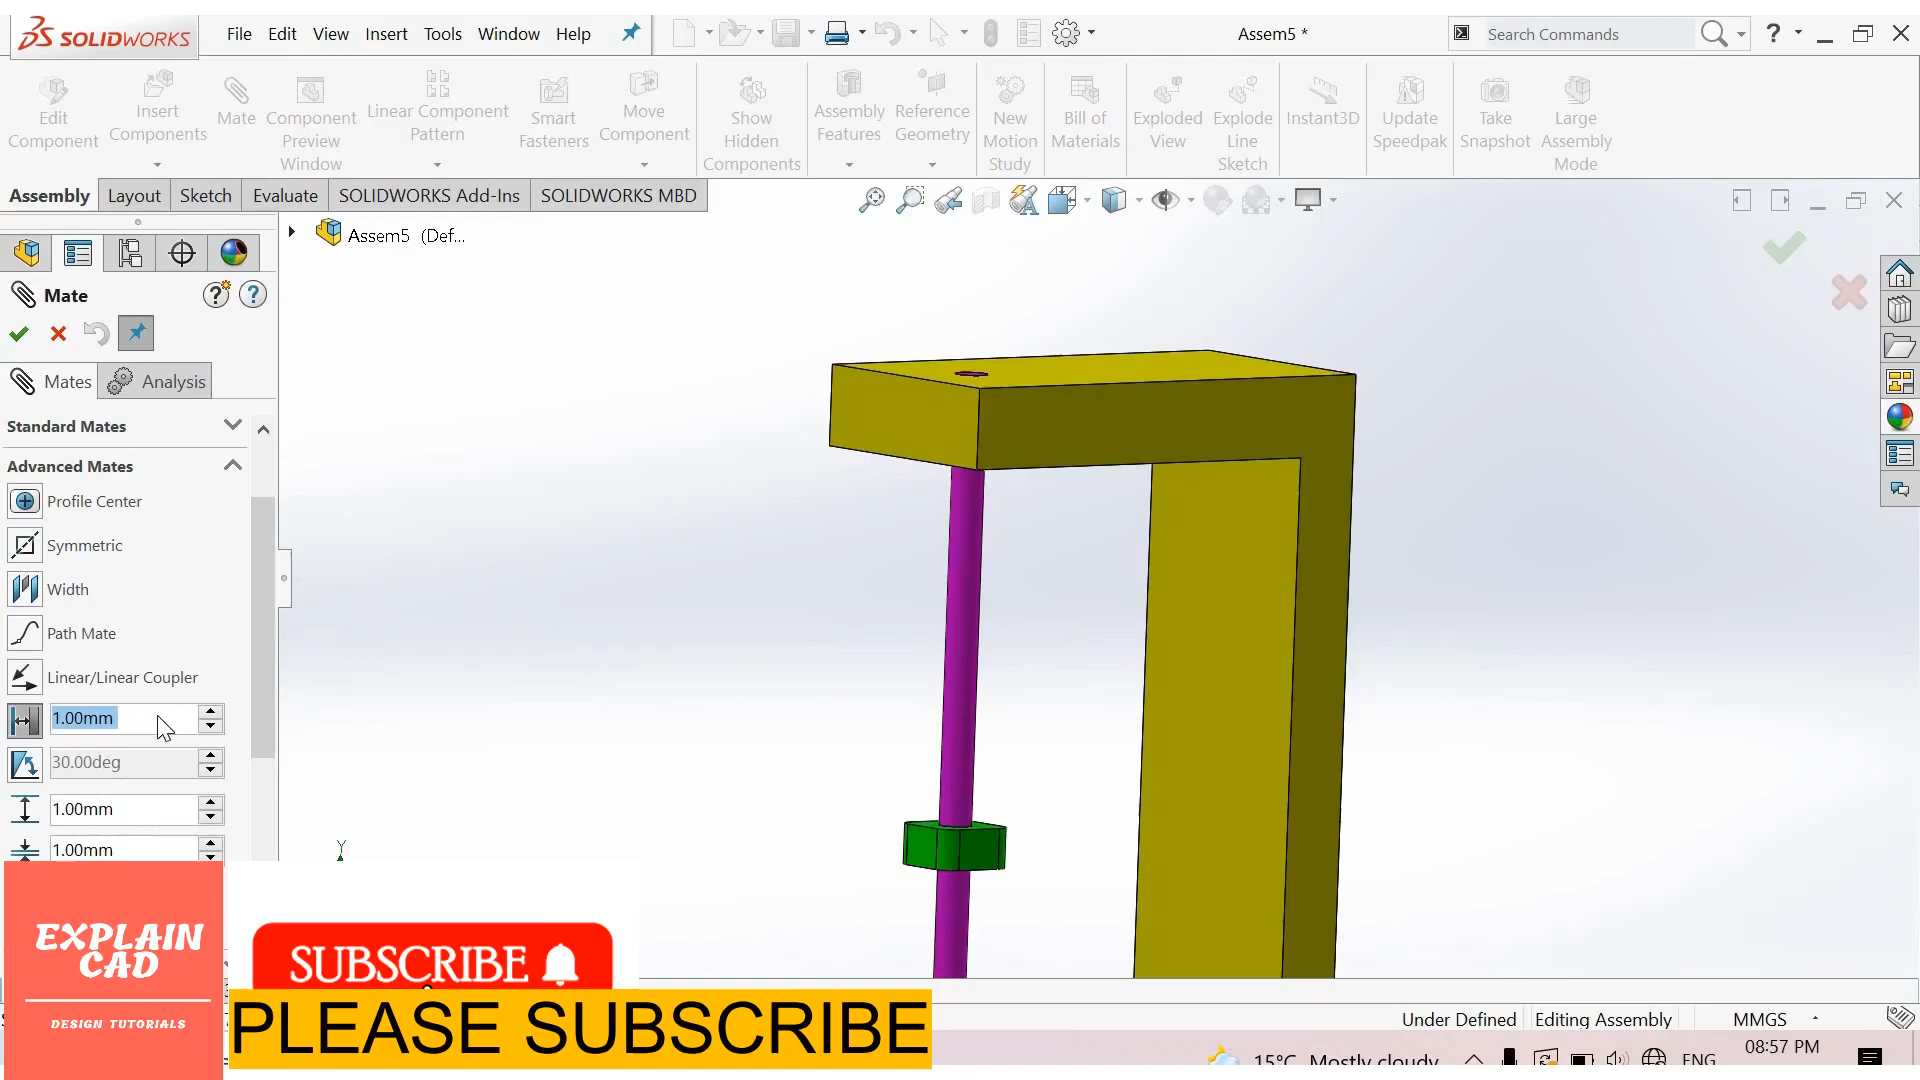 SOLIDWORKS
File Edit View Insert Tools Window Help
Assem5 *
Search Commands
Edit Component
Insert Components
Mate
Component Preview Window
Linear Component Pattern
Smart Fasteners
Move Component
Show Hidden Components
Assembly Features
Reference Geometry
New Motion Study
Bill of Materials
Exploded View
Explode Line Sketch
Instant3D
Update Speedpak
Take Snapshot
Large Assembly Mode
Assembly Layout Sketch Evaluate SOLIDWORKS Add-Ins SOLIDWORKS MBD
Assem5 (Def...
Mate
Mates Analysis
Standard Mates
Advanced Mates
Profile Center
Symmetric
Width
Path Mate
Linear/Linear Coupler
1.00mm
30.00deg
1.00mm
1.00mm
Y
EXPLAIN
CAD
DESIGN TUTORIALS
SUBSCRIBE
PLEASE SUBSCRIBE
Under Defined Editing Assembly MMGS
15°C Mostly cloudy ENG 08:57 PM